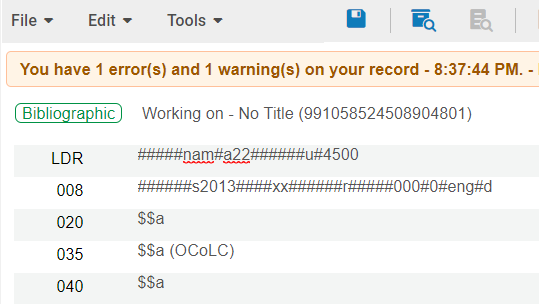 File Edit Tools
You have 1 error(s) and 1 warning(s) on your record - 8:37:44 PM. -
Bibliographic Working on - No Title (991058524508904801)
LDR #####nam#a22######u#4500
008 ######s2013####xx######r#####000#0#eng#d
020 $$a
035 $$a (OCoLC)
040 $$a